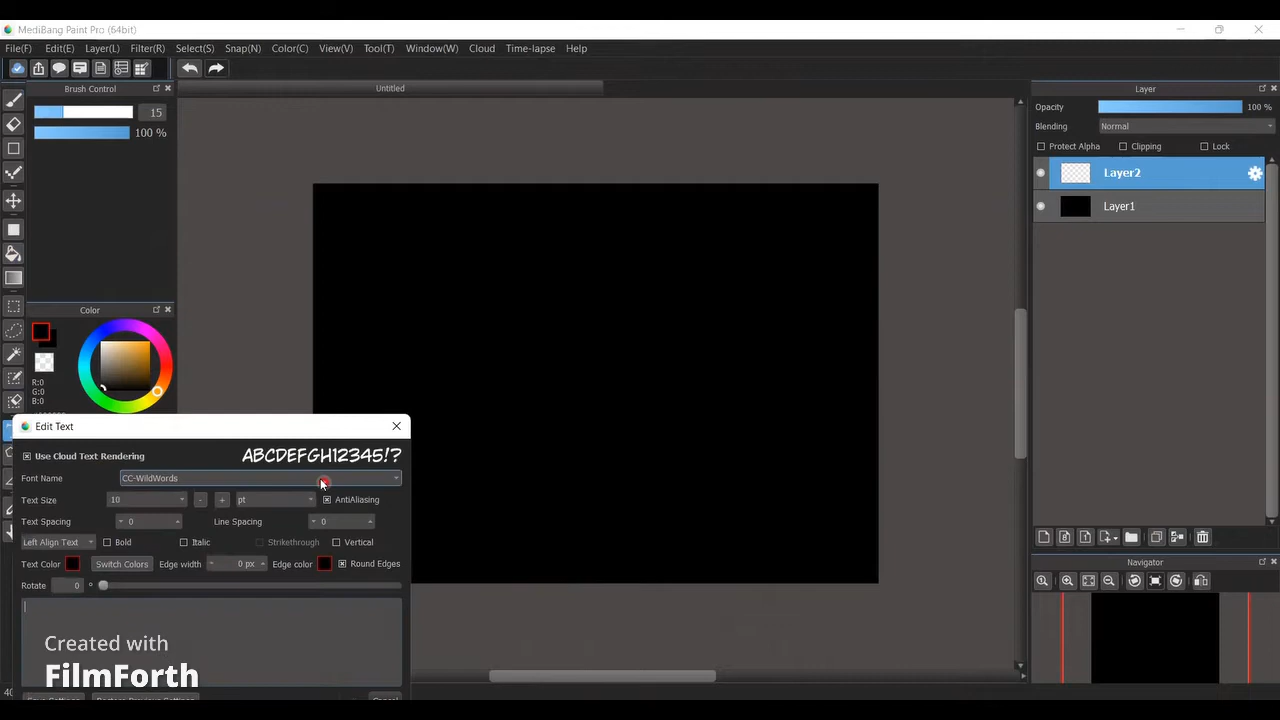 MediBang Paint Pro (64bit)
File(F) Edit(E) Layer(L) Filter(R) Select(S) Snap(N) Color(C) View(V) Tool(T) Window(W) Cloud Time-lapse Help
Brush Control
Untitled
Layer
15
100 %
Opacity 100 %
Blending Normal
Protect Alpha Clipping Lock
Layer2
Layer1
Color
R:0
G:0
B:0
Edit Text
Use Cloud Text Rendering ABCDEFGH12345!?
Font Name CC-WildWords
Text Size 10 - + pt AntiAliasing
Text Spacing 0 Line Spacing 0
Left Align Text Bold Italic Strikethrough Vertical
Text Color Switch Colors Edge width 0 px Edge color Round Edges
Rotate 0 °
Navigator
Created with
FilmForth